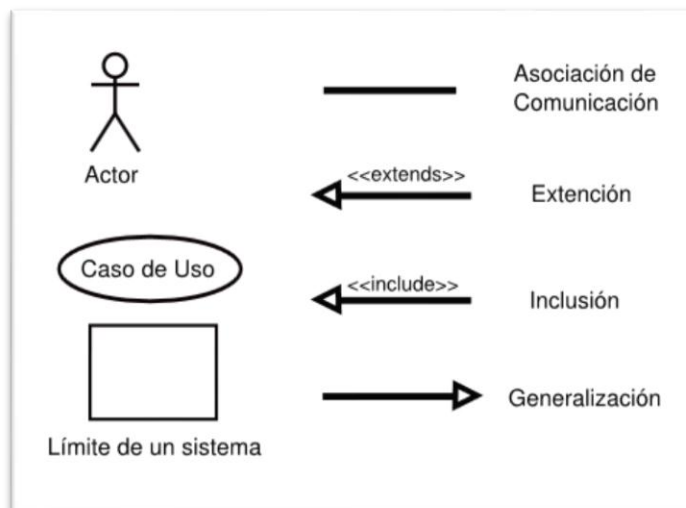 Actor
Caso de Uso
Límite de un sistema
Asociación de
Comunicación
<<extends>>
Extención
<<include>>
Inclusión
Generalización